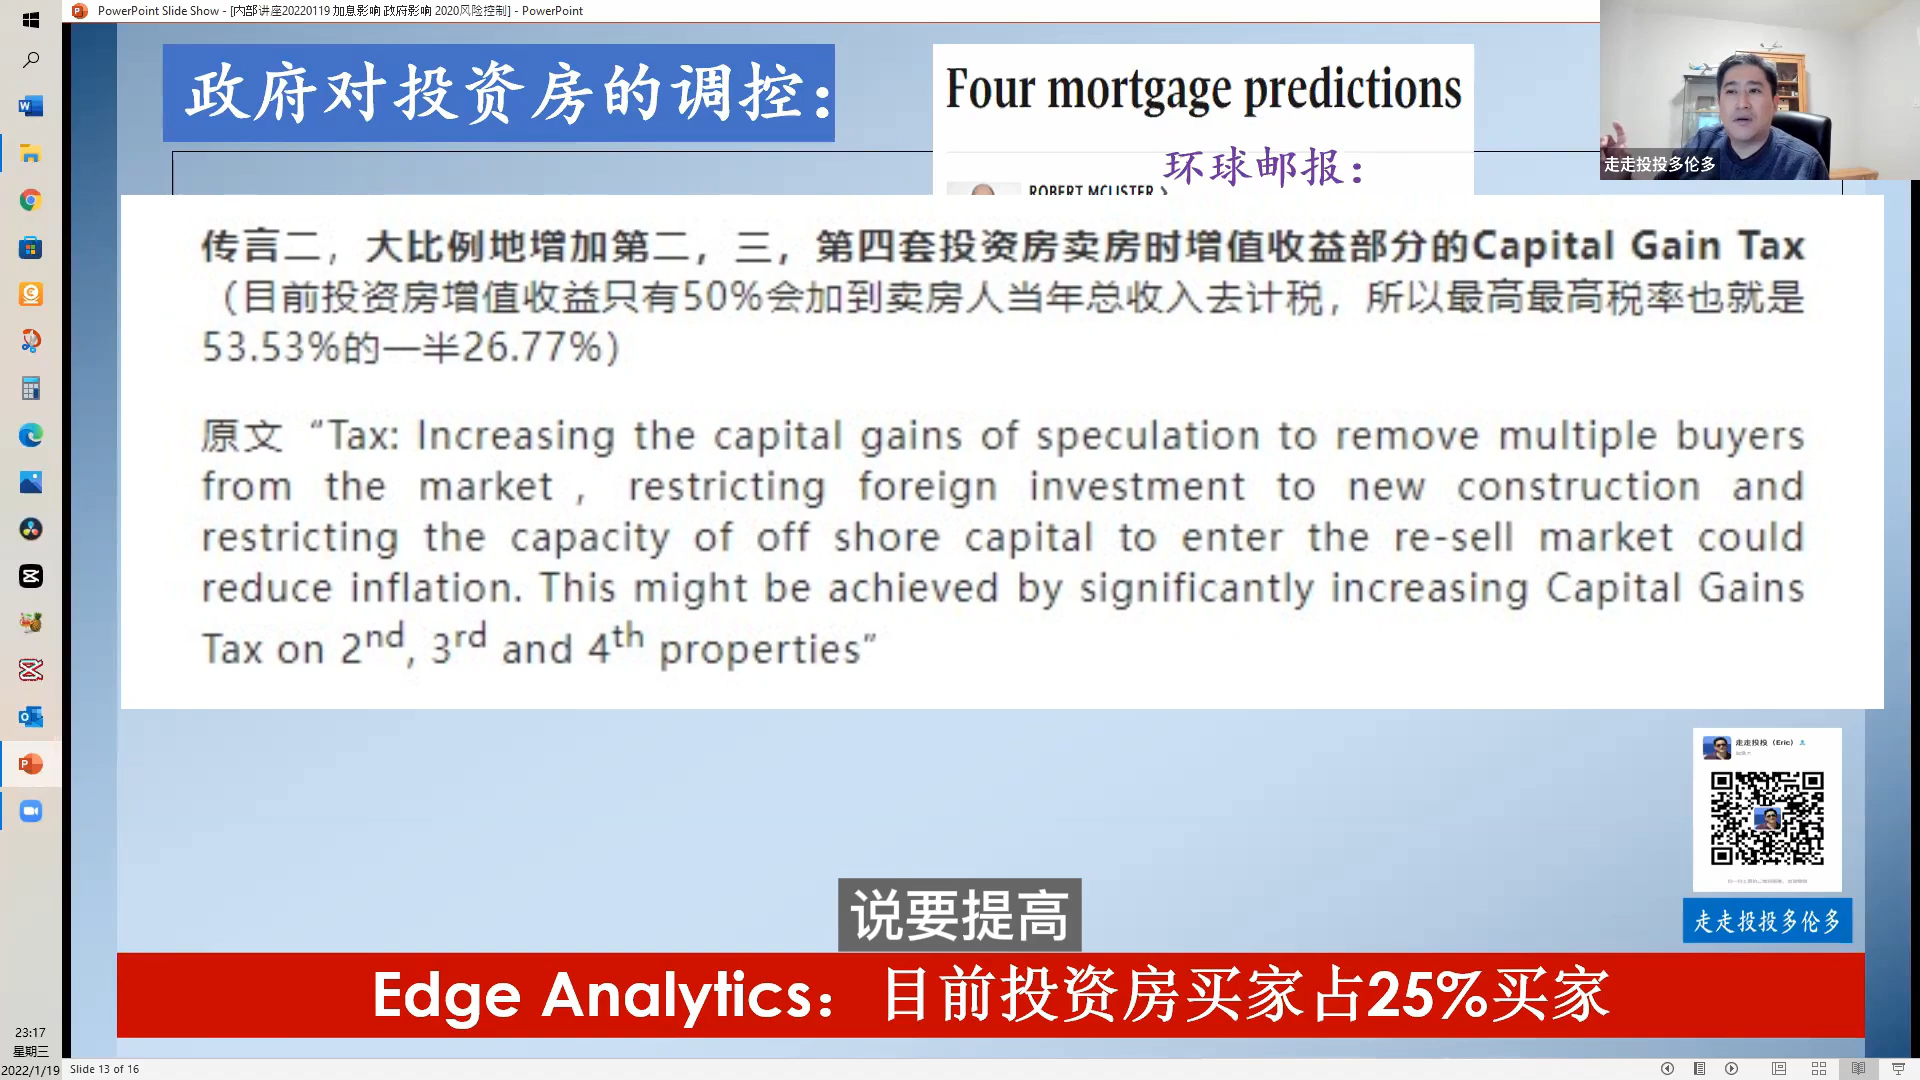 PowerPoint Slide Show - [内部讲座20220119 加息影响 政府影响 2020风险控制] - PowerPoint
政府对投资房的调控：
Four mortgage predictions
环球邮报：
ROBERT MCLISTER
走走投投多伦多
传言二，大比例地增加第二，三，第四套投资房卖房时增值收益部分的Capital Gain Tax
（目前投资房增值收益只有50%会加到卖房人当年总收入去计税，所以最高最高税率也就是
53.53%的一半26.77%）
原文“Tax: Increasing the capital gains of speculation to remove multiple buyers
from the market， restricting foreign investment to new construction and
restricting the capacity of off shore capital to enter the re-sell market could
reduce inflation. This might be achieved by significantly increasing Capital Gains
Tax on 2nd, 3rd and 4th properties”
走走投投（Eric）
走走投投多伦多
说要提高
Edge Analytics：目前投资房买家占25%买家
23:17
星期三
2022/1/19
Slide 13 of 16